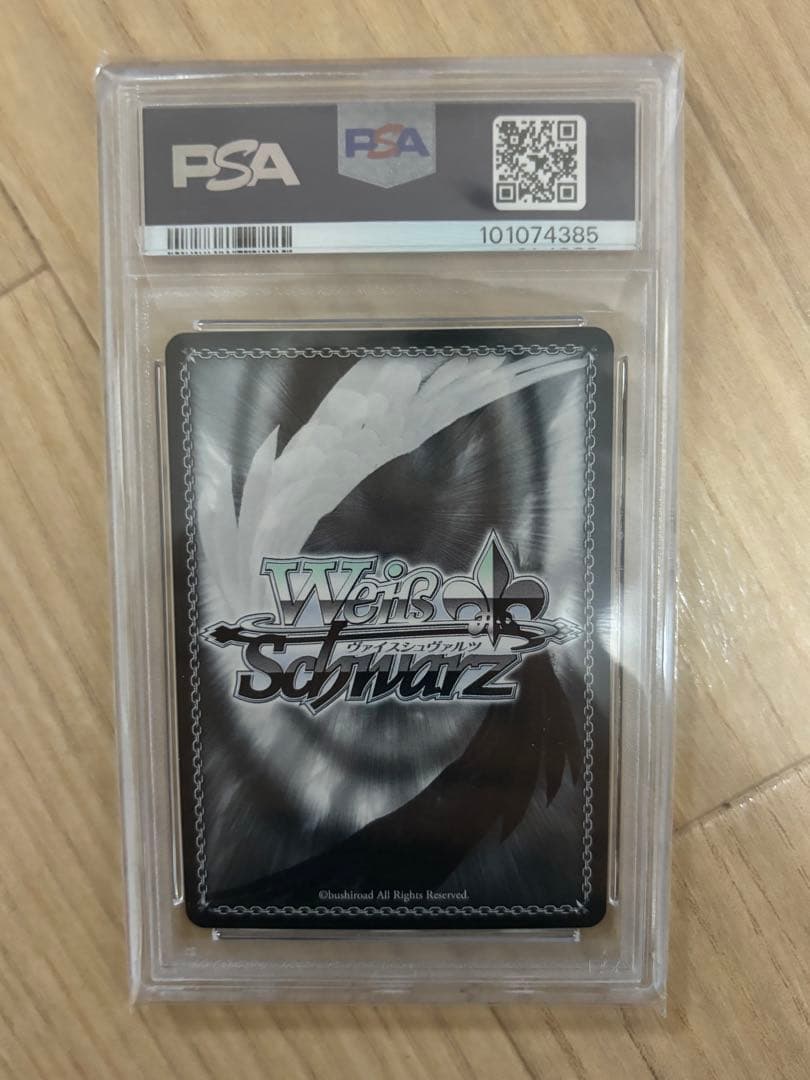 PSA
PSA
101074385
Weiß
ヴァイスシュヴァルツ
Schwarz
©bushiroad All Rights Reserved.